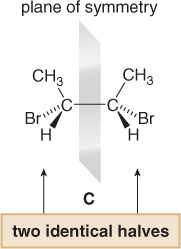 plane of symmetry
CH3 CH3
C C
Br Br
H H
C
two identical halves